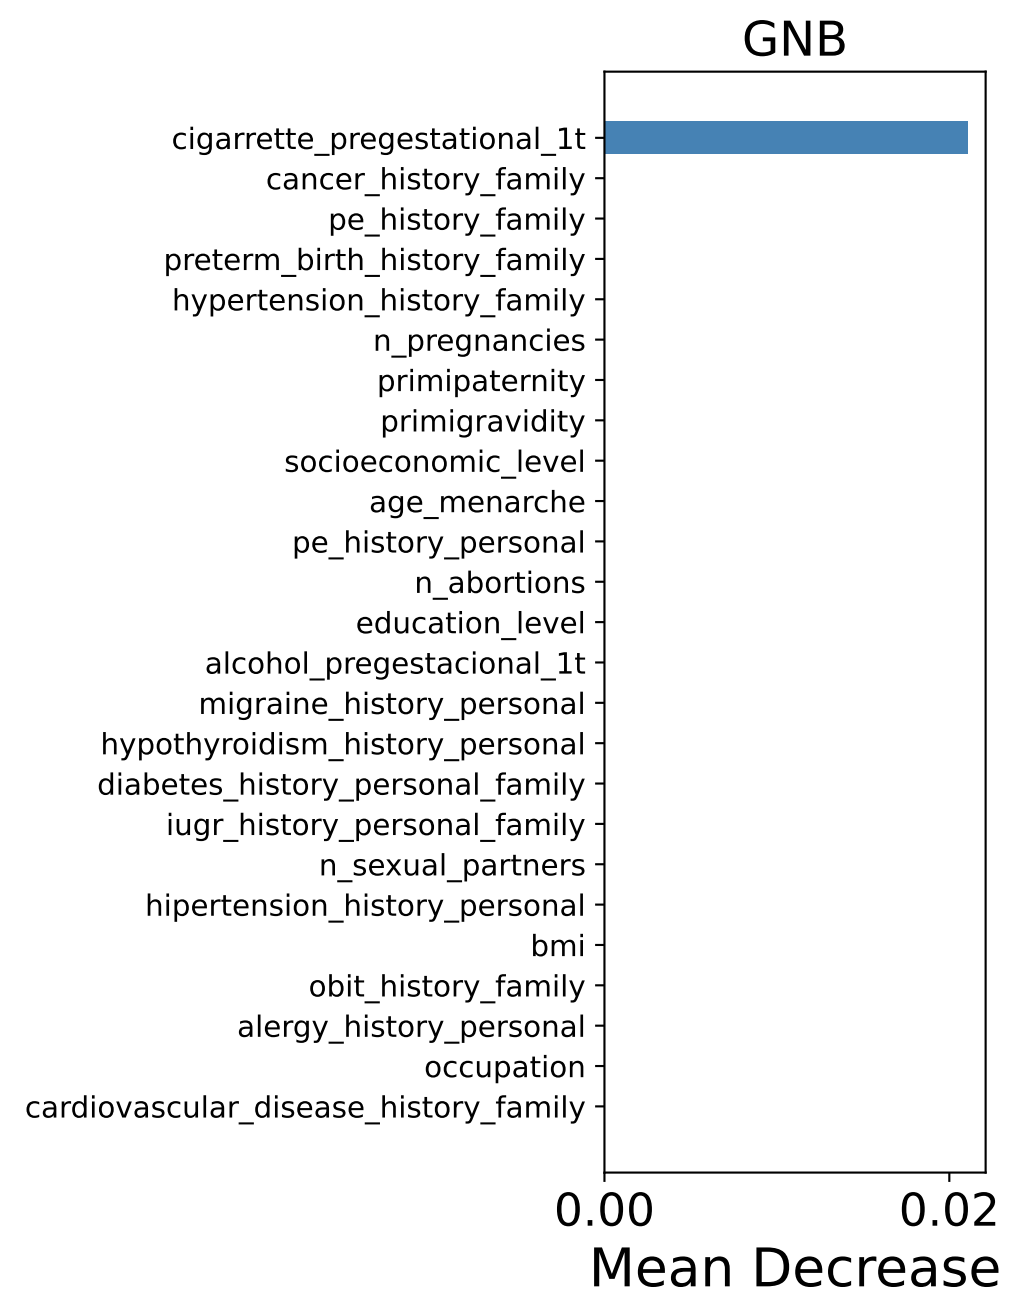 GNB
cigarrette_pregestational_1t
cancer_history_family
pe_history_family
preterm_birth_history_family
hypertension_history_family
n_pregnancies
primipaternity
primigravidity
socioeconomic_level
age_menarche
pe_history_personal
n_abortions
education_level
alcohol_pregestacional_1t
migraine_history_personal
hypothyroidism_history_personal
diabetes_history_personal_family
iugr_history_personal_family
n_sexual_partners
hipertension_history_personal
bmi
obit_history_family
alergy_history_personal
occupation
cardiovascular_disease_history_family
0.00 0.02
Mean Decrease